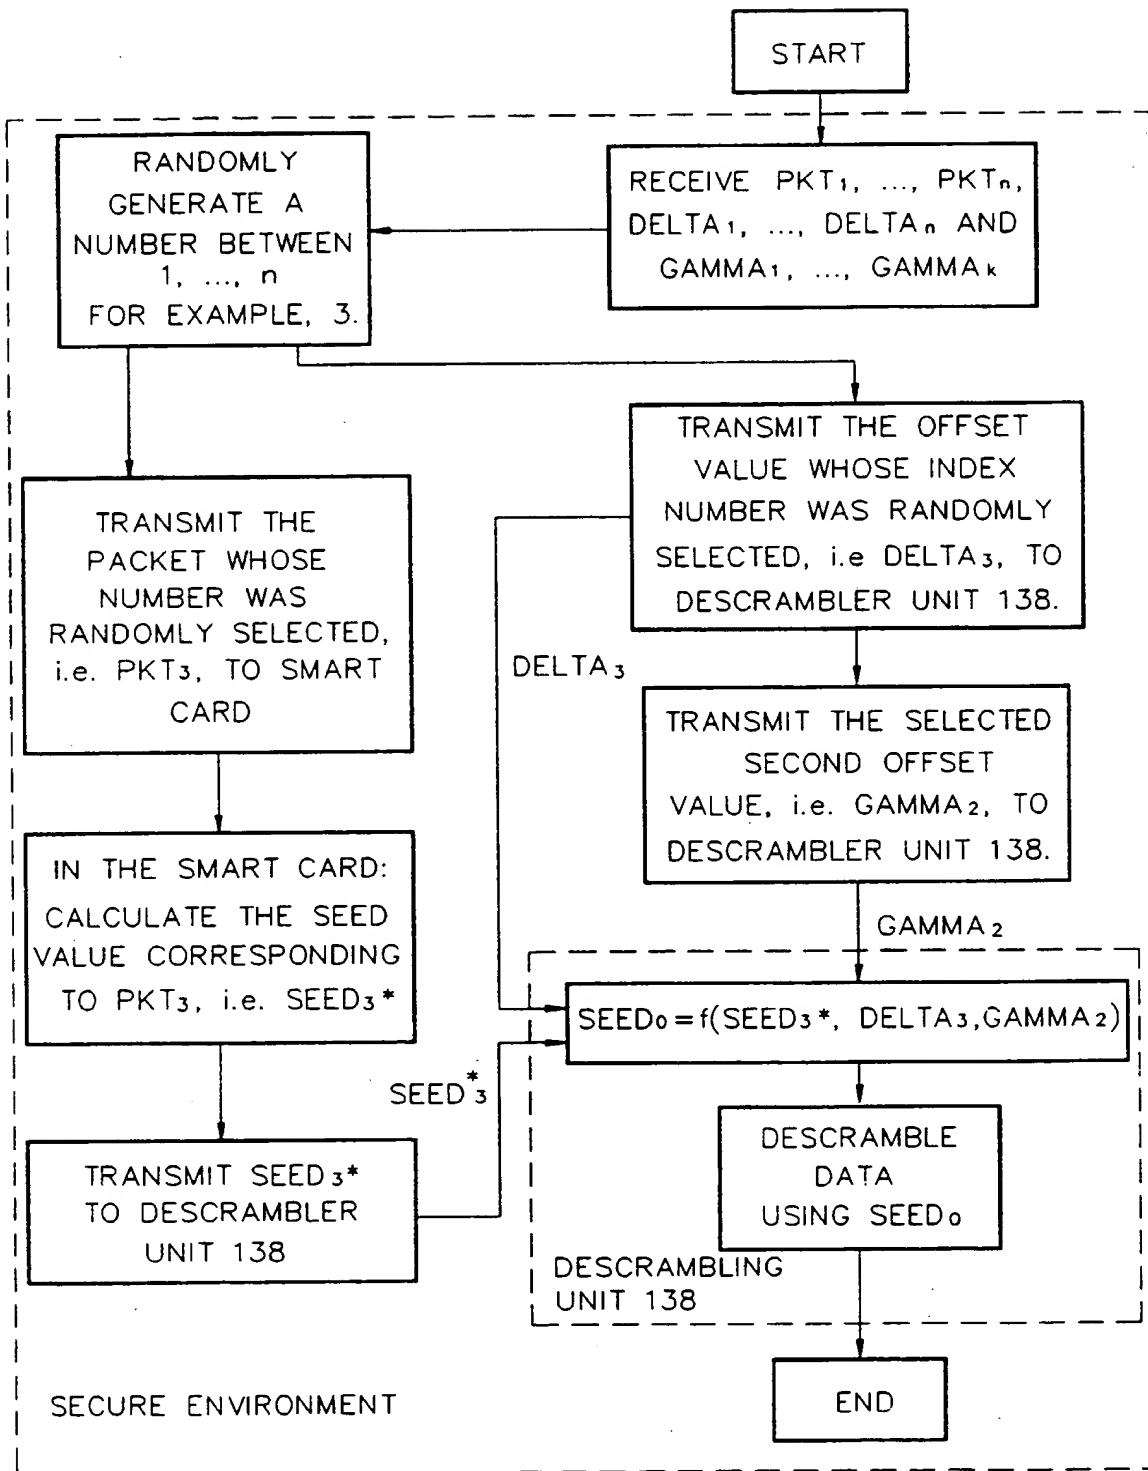 START
RECEIVE PKT₁, ..., PKTₙ,
DELTA₁, ..., DELTAₙ AND
GAMMA₁, ..., GAMMAₖ
RANDOMLY
GENERATE A
NUMBER BETWEEN
1, ..., n
FOR EXAMPLE, 3.
TRANSMIT THE OFFSET
VALUE WHOSE INDEX
NUMBER WAS RANDOMLY
SELECTED, i.e DELTA₃, TO
DESCRAMBLER UNIT 138.
TRANSMIT THE
PACKET WHOSE
NUMBER WAS
RANDOMLY SELECTED,
i.e. PKT₃, TO SMART
CARD
DELTA₃
TRANSMIT THE SELECTED
SECOND OFFSET
VALUE, i.e. GAMMA₂, TO
DESCRAMBLER UNIT 138.
IN THE SMART CARD:
CALCULATE THE SEED
VALUE CORRESPONDING
TO PKT₃, i.e. SEED₃*
GAMMA₂
SEED₀ = f(SEED₃*, DELTA₃,GAMMA₂)
SEED₃*
TRANSMIT SEED₃*
TO DESCRAMBLER
UNIT 138
DESCRAMBLE
DATA
USING SEED₀
DESCRAMBLING
UNIT 138
END
SECURE ENVIRONMENT